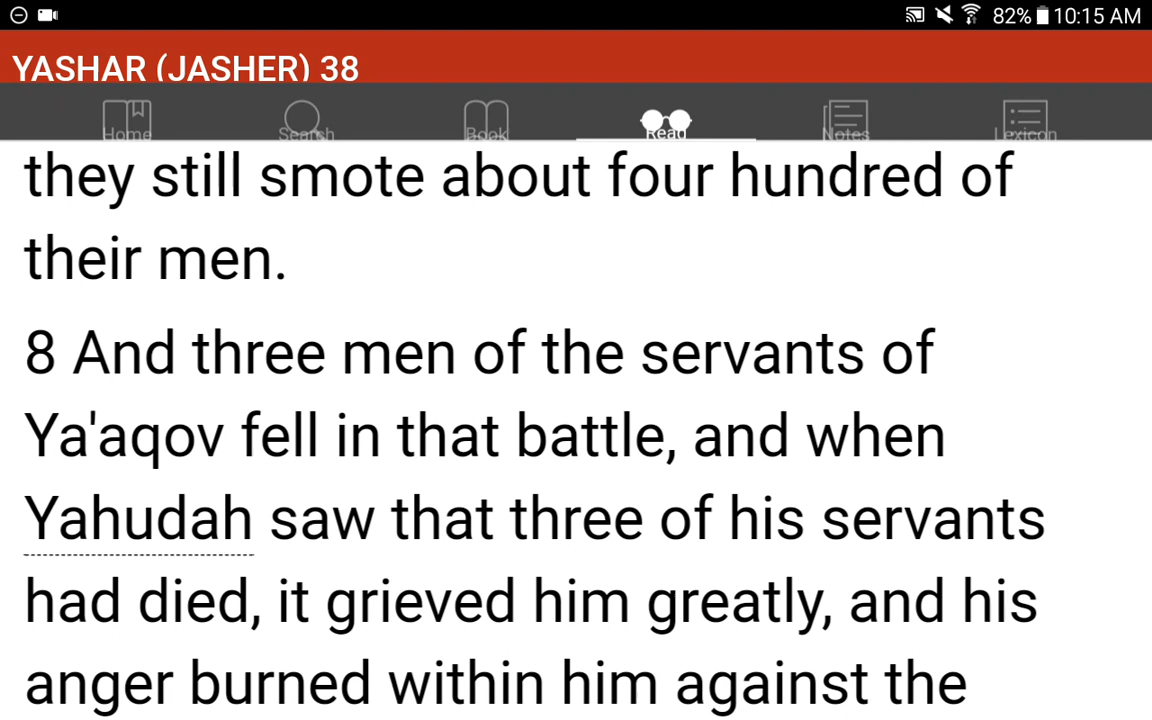 82% 10:15 AM
YASHAR (JASHER) 38
Home Search Book Read Notes Lexicon
they still smote about four hundred of
their men.
8 And three men of the servants of
Ya'aqov fell in that battle, and when
Yahudah saw that three of his servants
had died, it grieved him greatly, and his
anger burned within him against the